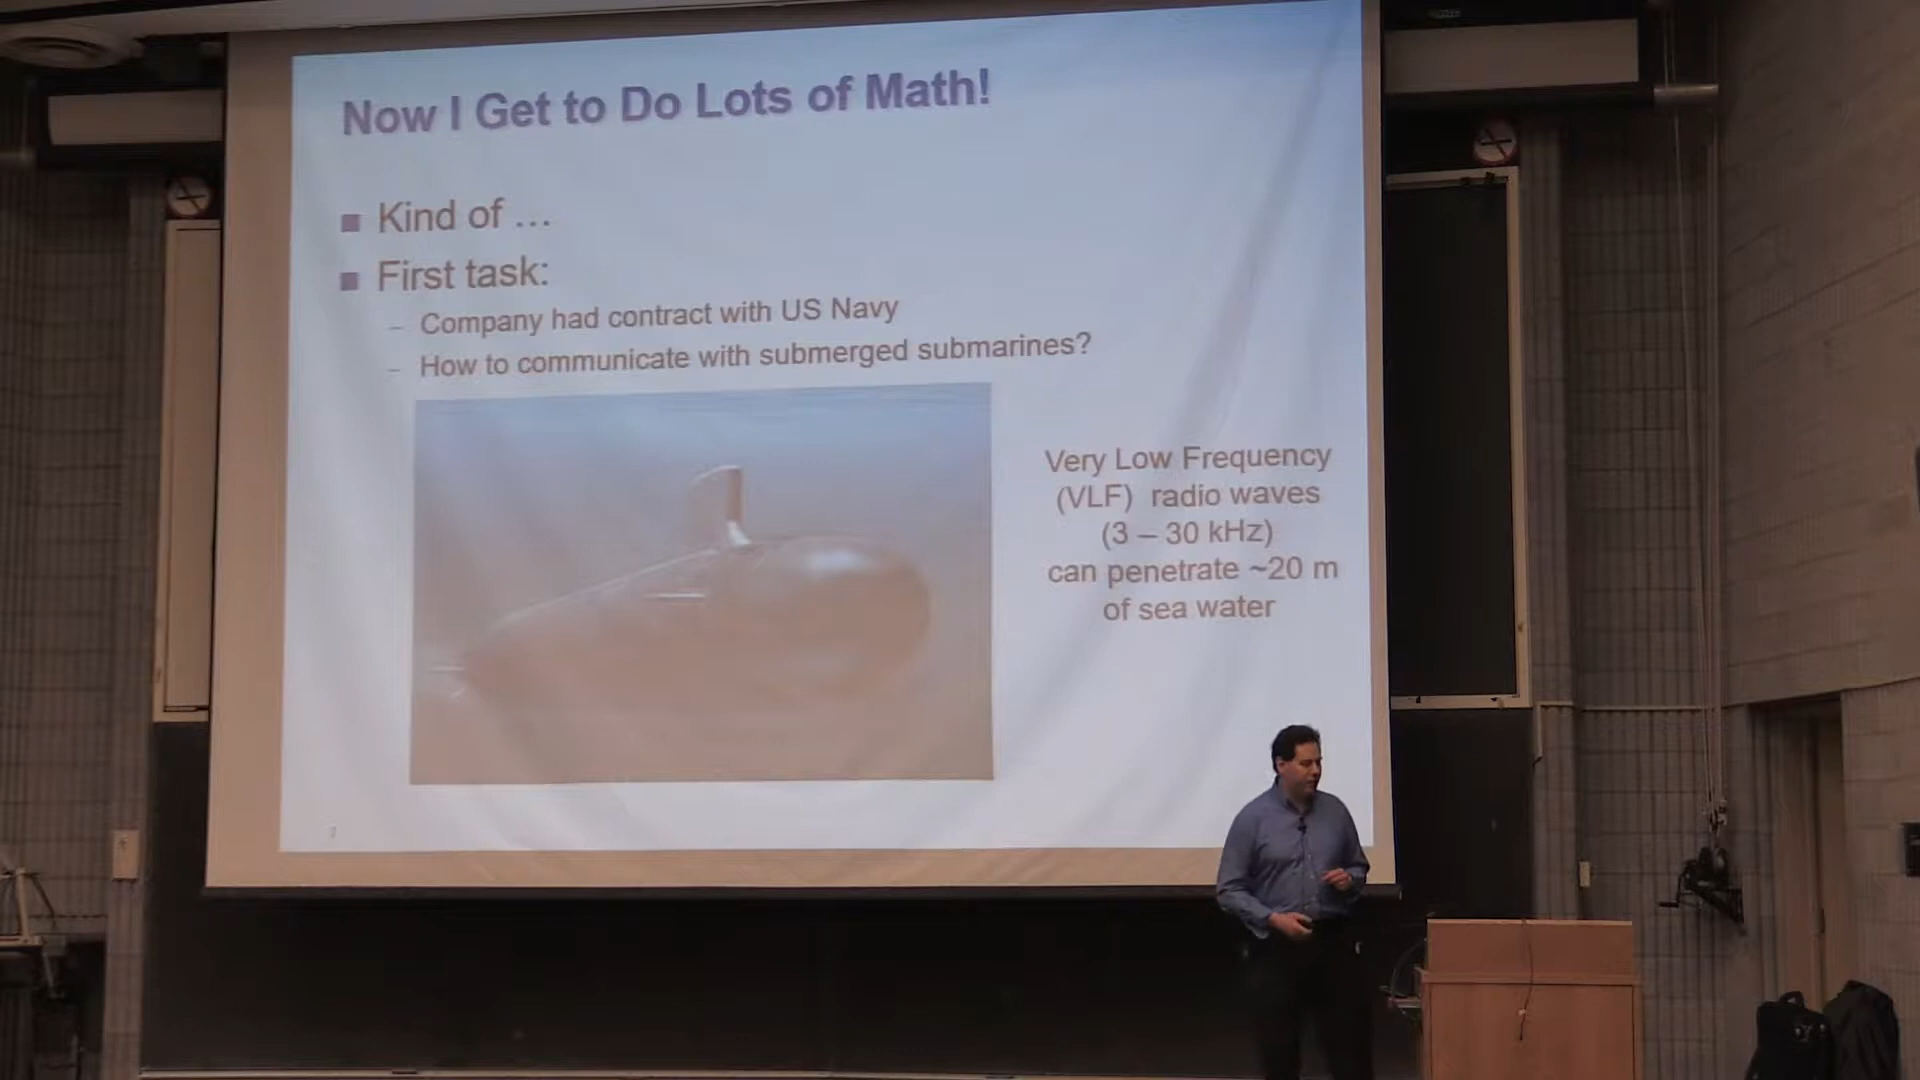 Now I Get to Do Lots of Math!
Kind of …
First task:
– Company had contract with US Navy
– How to communicate with submerged submarines?
Very Low Frequency
(VLF) radio waves
(3 – 30 kHz)
can penetrate ~20 m
of sea water
7